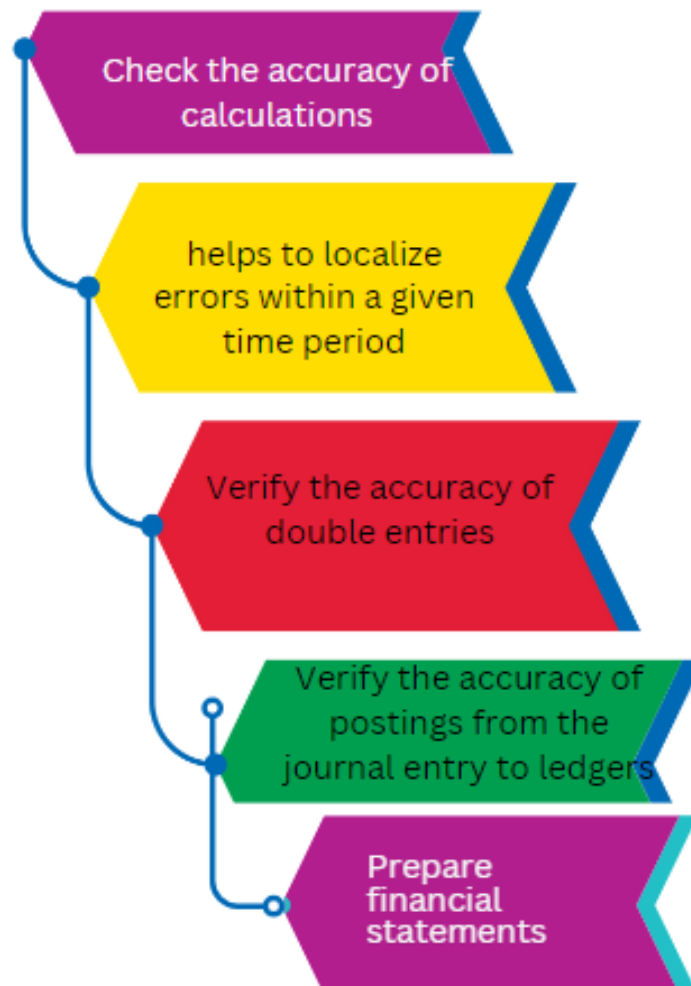 Check the accuracy of
calculations
helps to localize
errors within a given
time period
Verify the accuracy of
double entries
Verify the accuracy of
postings from the
journal entry to ledgers
Prepare
financial
statements